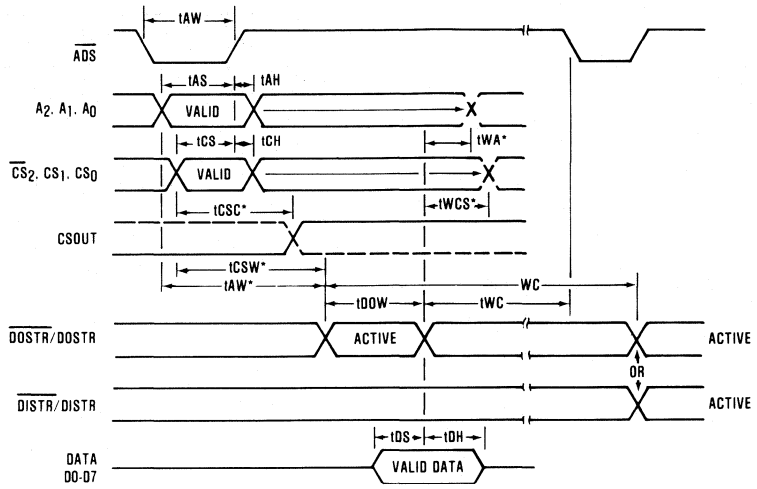 tAW
ADS
tAS tAH
A2, A1, A0 VALID
tWA*
tCS tCH
CS2, CS1, CS0 VALID
tWCS*
tCSC*
CSOUT
tCSW* WC
tAW*
tDOW tWC
DOSTR/DOSTR ACTIVE ACTIVE
OR
DISTR/DISTR ACTIVE
tDS tDH
DATA
D0-D7 VALID DATA